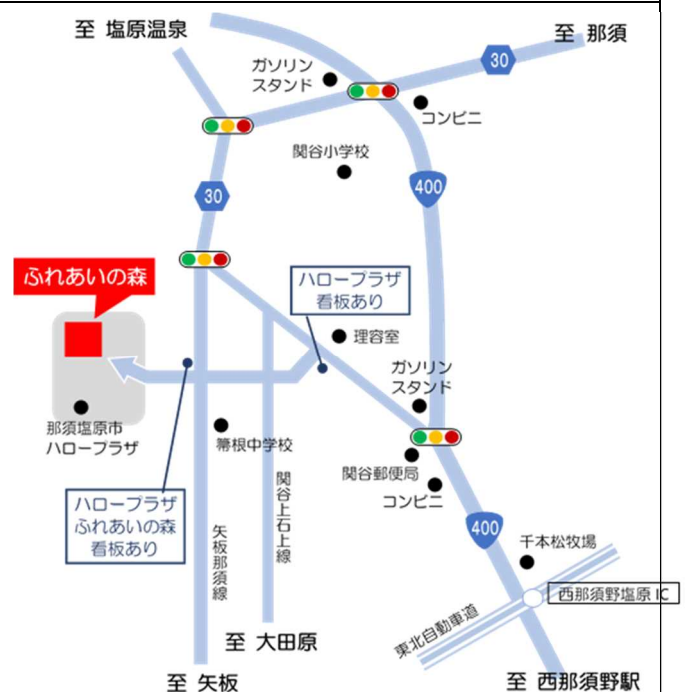 至 塩原温泉
至 那須
ガソリン
スタンド
30
コンビニ
関谷小学校
400
30
ふれあいの森
ハロープラザ
看板あり
理容室
ガソリン
スタンド
那須塩原市
ハロープラザ
箒根中学校
関谷郵便局
コンビニ
関谷上石上線
ハロープラザ
ふれあいの森
看板あり
矢板那須線
400
千本松牧場
西那須野塩原 IC
東北自動車道
至 大田原
至 矢板
至 西那須野駅